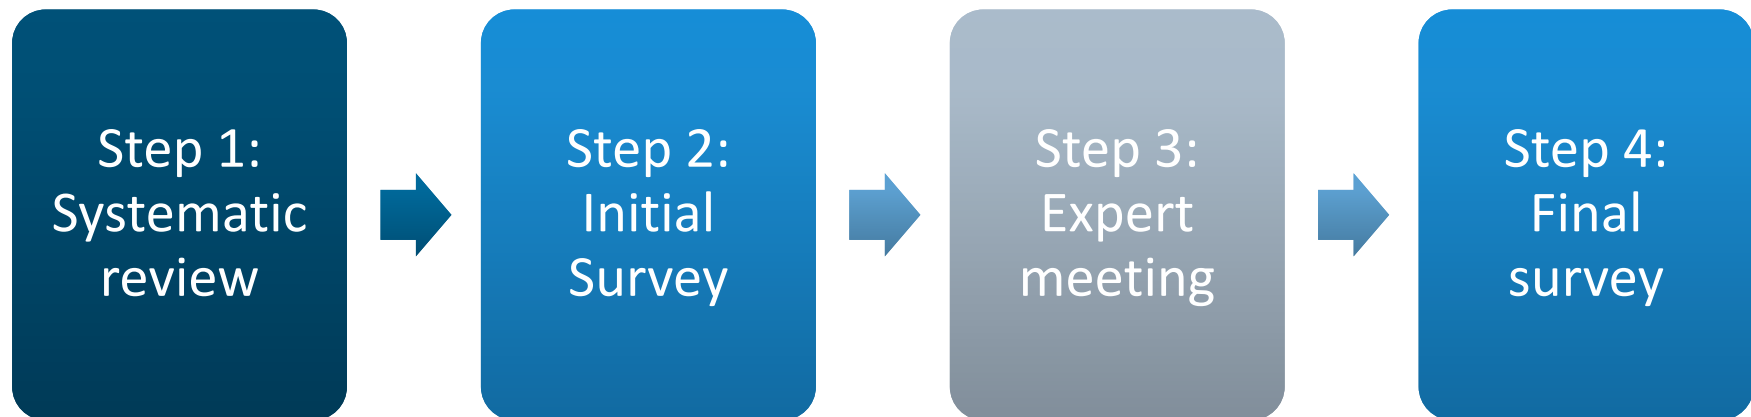 Step 1:
Systematic
review
Step 2:
Initial
Survey
Step 3:
Expert
meeting
Step 4:
Final
survey